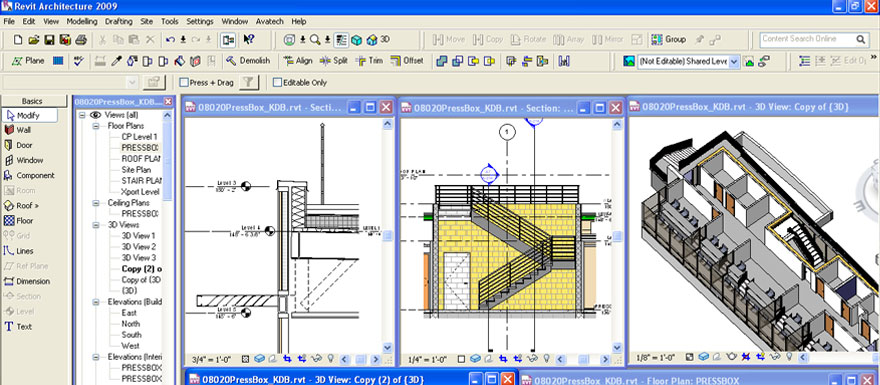 Revit Architecture 2009
File Edit View Modelling Drafting Site Tools Settings Window Avatech Help
3D Move Copy Rotate Array Mirror Group Content Search Online
Plane Demolish Align Split Trim Offset (Not Editable) Shared Leve
Press + Drag Editable Only
Basics
Modify
Wall
Door
Window
Component
Room
Roof »
Floor
Grid
Lines
Ref Plane
Dimension
Section
Level
Text
08020PressBox_KDB...
Views (all)
Floor Plans
CP Level 1
PRESSBOX
ROOF PLAN
Site Plan
STAIR PLAN
Xport Level
Ceiling Plans
PRESSBOX
3D Views
3D View 1
3D View 2
3D View 3
Copy (2) o
Copy of {3D
{3D}
Elevations (Build
East
North
South
West
Elevations (Interi
PRESSBOX
PRESSBOX
08020PressBox_KDB.rvt - Secti...
3/4" = 1'-0"
08020PressBox_KDB.rvt - Section: ...
1
1/4" = 1'-0"
08020PressBox_KDB.rvt - 3D View: Copy of {3D}
1/8" = 1'-0"
08020PressBox_KDB.rvt - 3D View: Copy (2) of {3D}
08020PressBox_KDB.rvt - Floor Plan: PRESSBOX